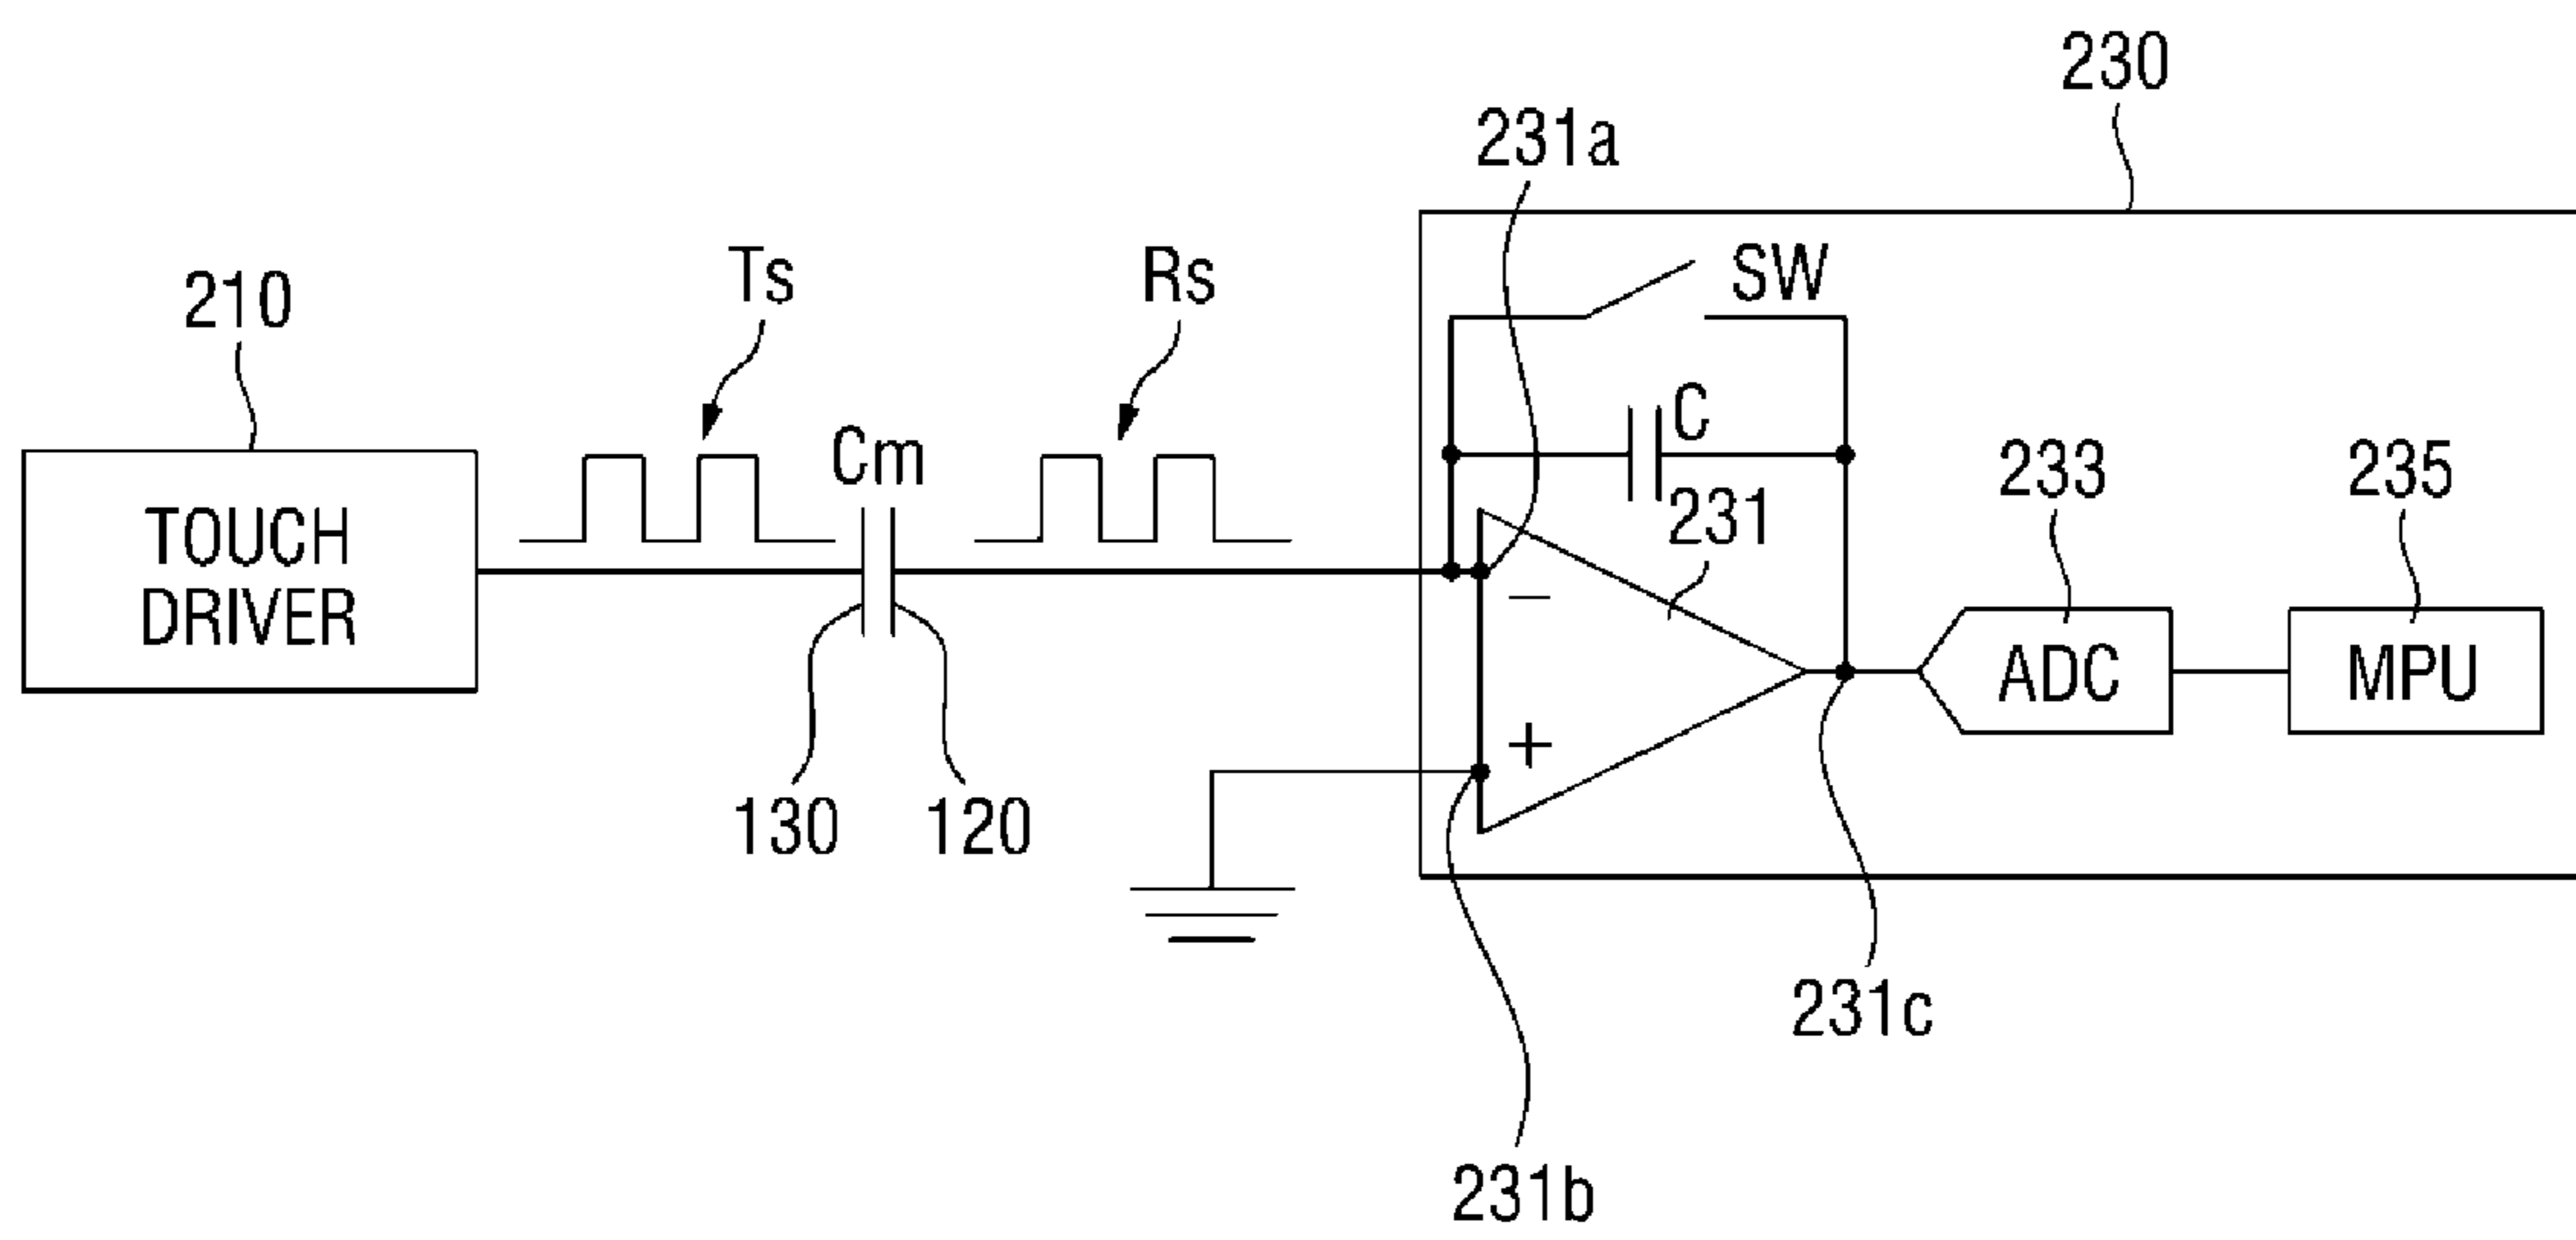 230
231a
Ts
Rs
SW
210
C
Cm
233
235
231
TOUCH
DRIVER
−
ADC
MPU
+
130
120
231c
231b